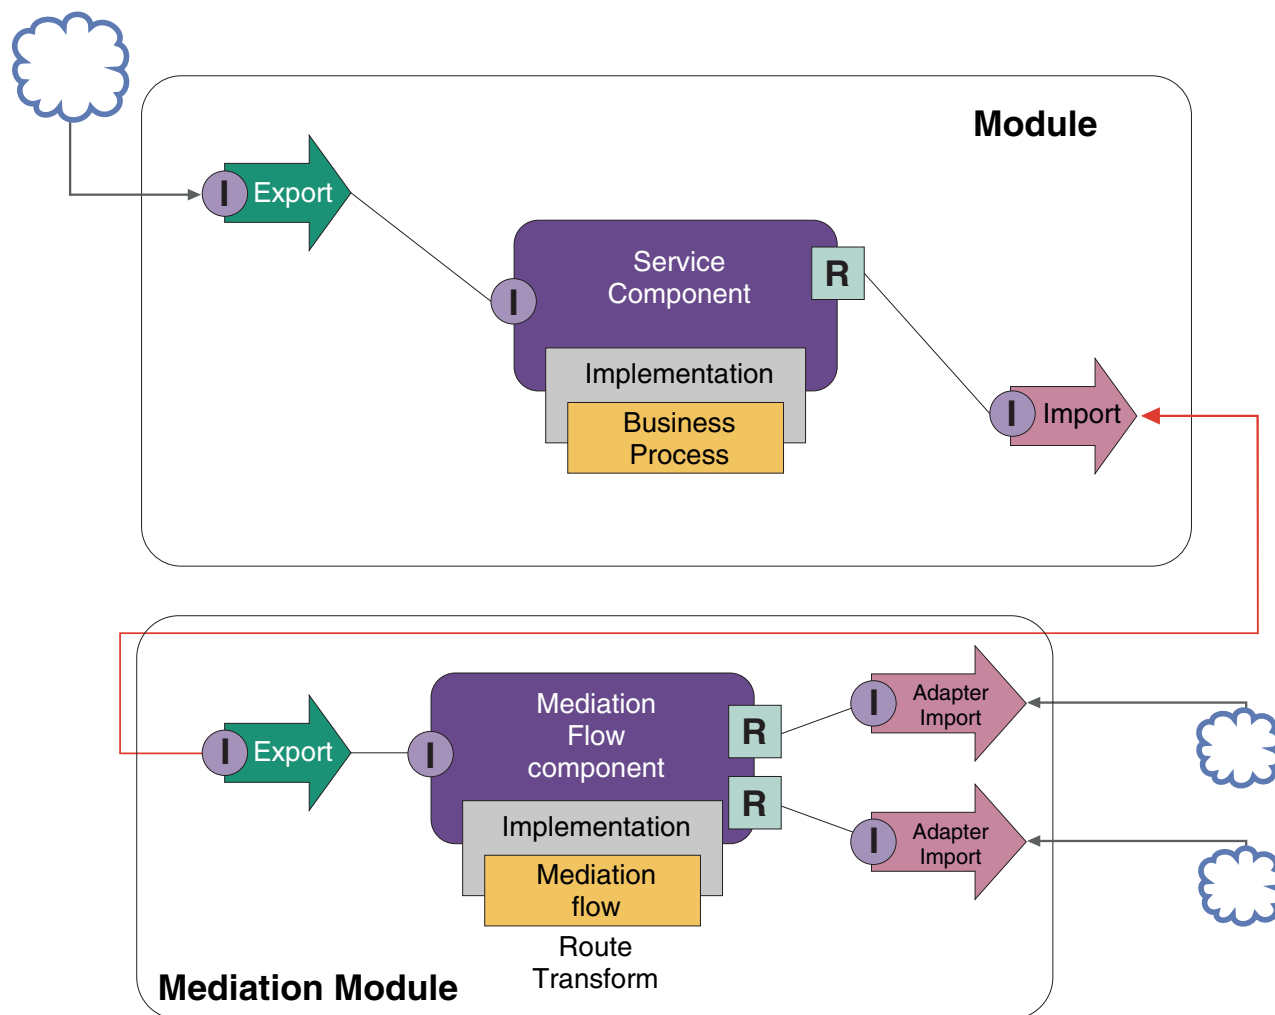 Module
I
Export
Service
Component
R
I
Implementation
Business
Process
I
Import
Mediation
Flow
component
I
Export
I
R
R
I
Adapter
Import
I
Adapter
Import
Implementation
Mediation
flow
Route
Transform
Mediation Module